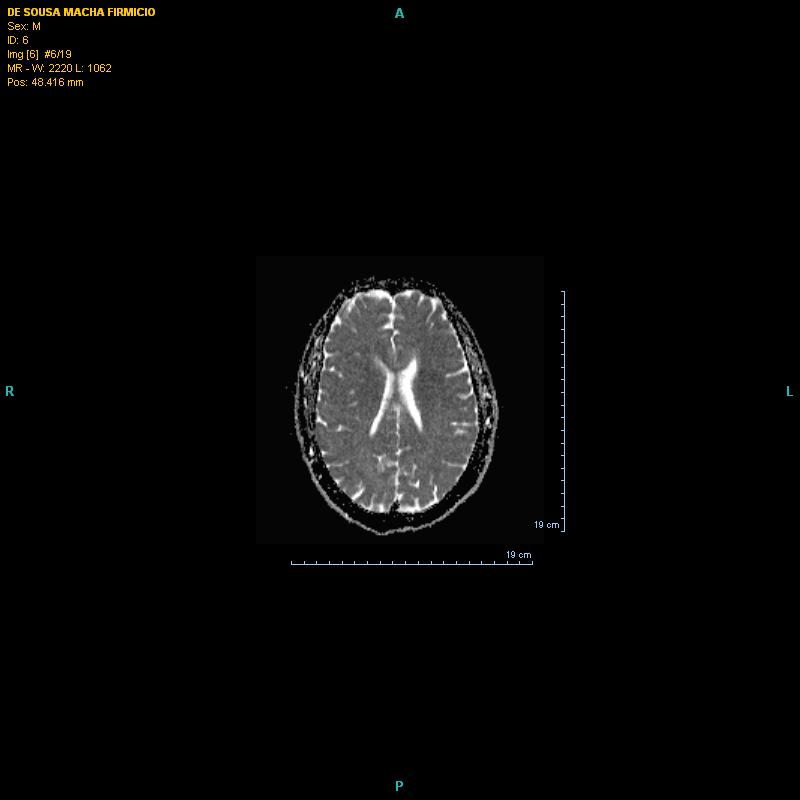 DE SOUSA MACHA FIRMICIO
Sex: M
ID: 6
Img [6] #6/19
MR - W: 2220 L: 1062
Pos: 48.416 mm
A
R
L
19 cm
19 cm
P